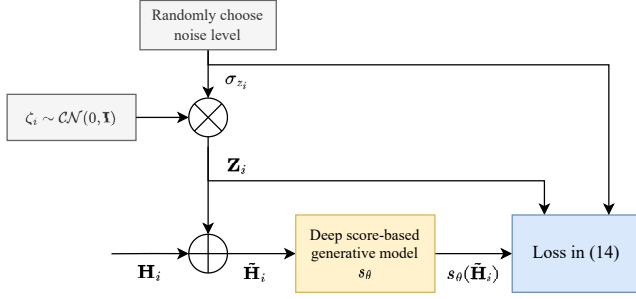 Randomly choose
noise level
σ_{z_i}
ζ_i ∼ 𝒞𝒩(0, I)
Z_i
Deep score-based
generative model
s_θ
Loss in (14)
H_i
H̃_i
s_θ(H̃_i)